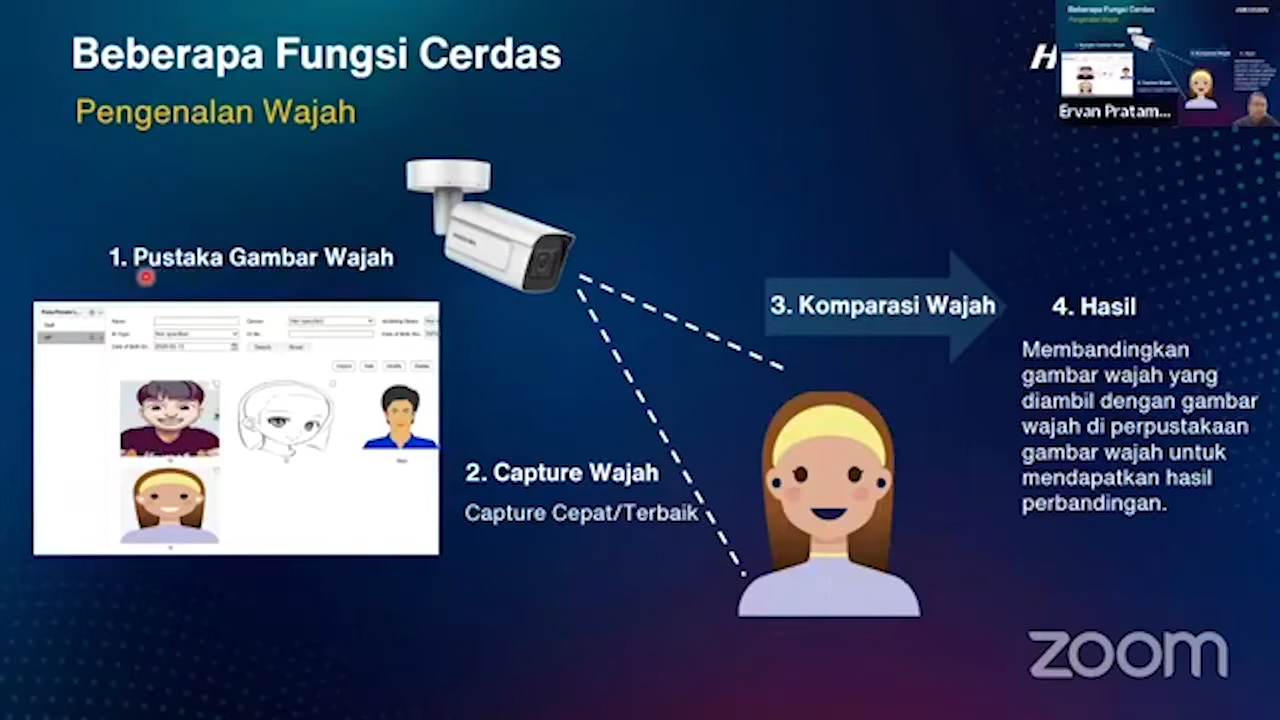 Beberapa Fungsi Cerdas
Pengenalan Wajah
Ervan Pratam...
1. Pustaka Gambar Wajah
3. Komparasi Wajah
4. Hasil
Membandingkan
gambar wajah yang
diambil dengan gambar
wajah di perpustakaan
gambar wajah untuk
mendapatkan hasil
perbandingan.
2. Capture Wajah
Capture Cepat/Terbaik
zoom